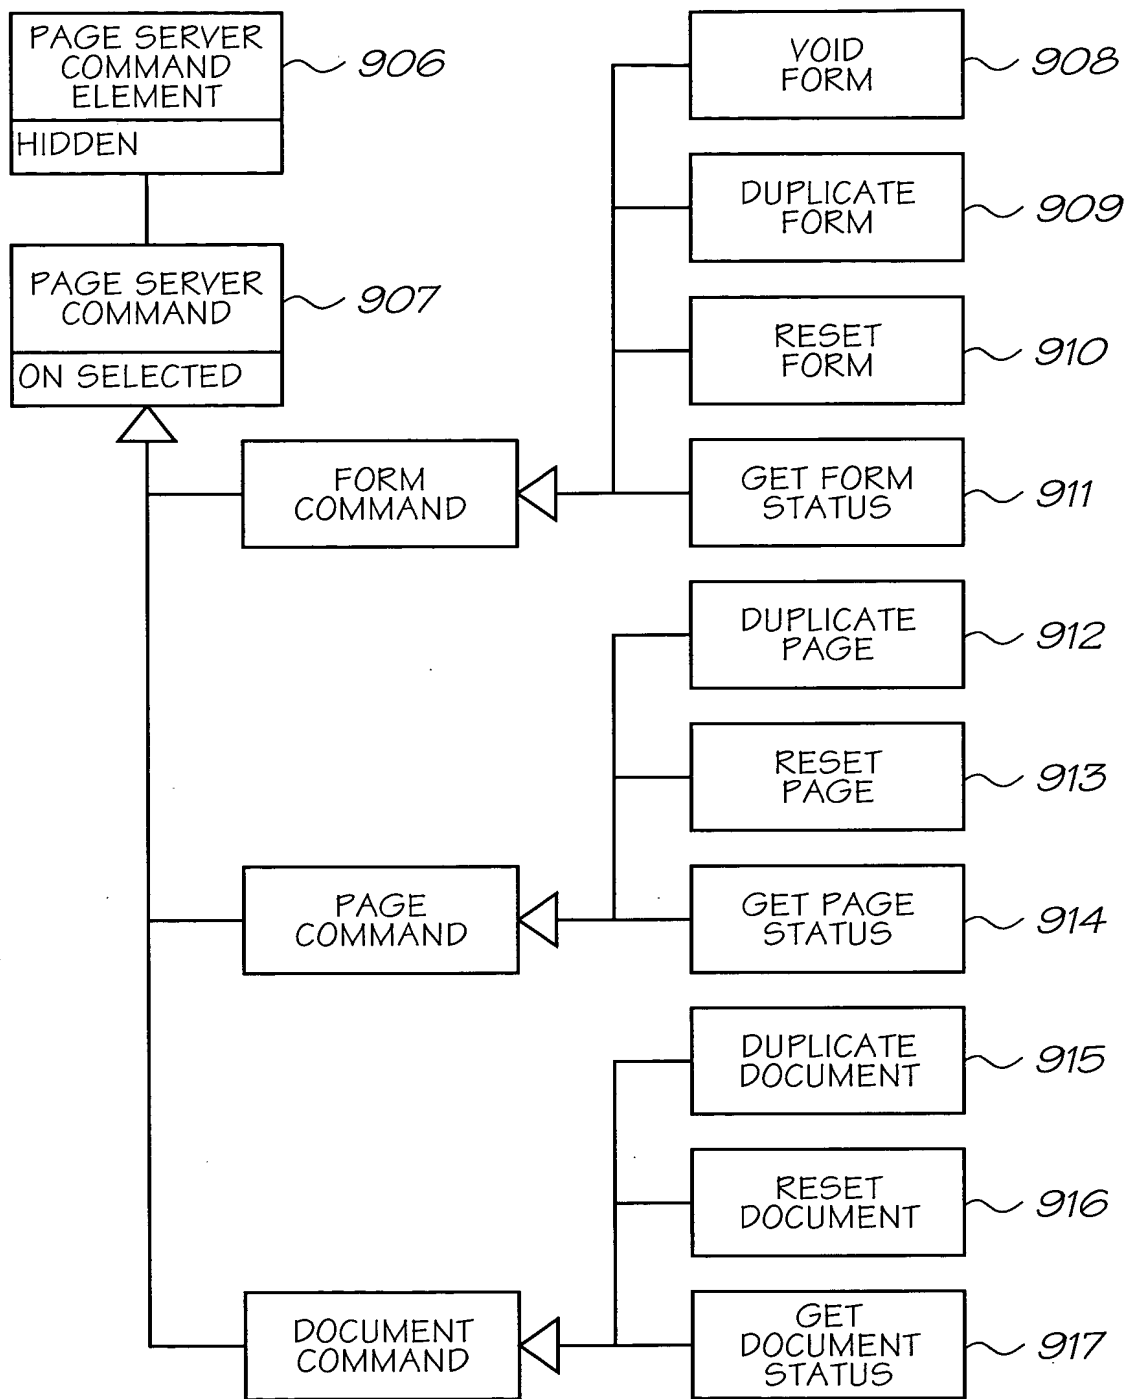 PAGE SERVER
COMMAND
ELEMENT
906
HIDDEN
PAGE SERVER
COMMAND
907
ON SELECTED
FORM
COMMAND
VOID
FORM
908
DUPLICATE
FORM
909
RESET
FORM
910
GET FORM
STATUS
911
PAGE
COMMAND
DUPLICATE
PAGE
912
RESET
PAGE
913
GET PAGE
STATUS
914
DOCUMENT
COMMAND
DUPLICATE
DOCUMENT
915
RESET
DOCUMENT
916
GET
DOCUMENT
STATUS
917